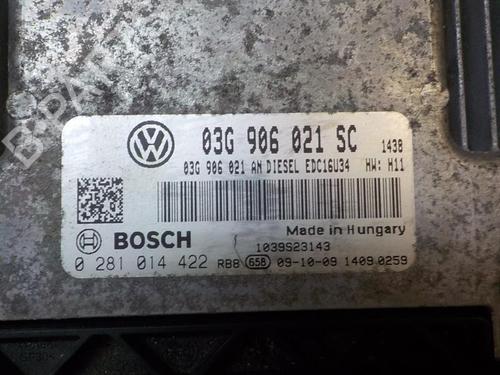 03G 906 021 SC 1438
03G 906 021 AN DIESEL EDC16U34 HW: H11
Made in Hungary
BOSCH 1039S23143
0 281 014 422 RB8 658 09-10-09 1409 0259
B-PARTS